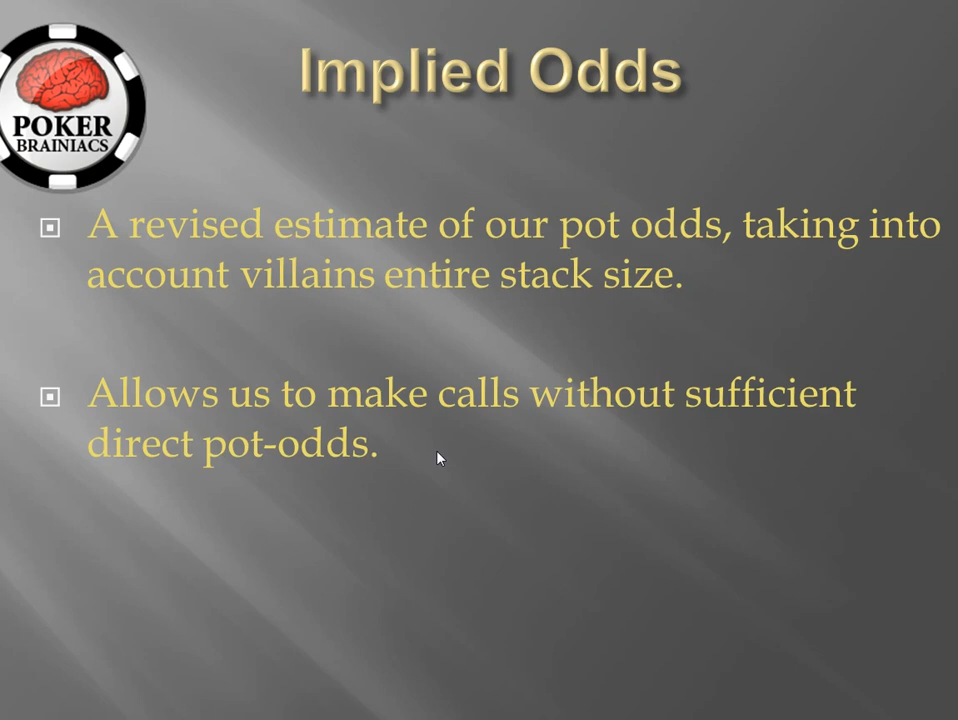 POKER
BRAINIACS
Implied Odds
A revised estimate of our pot odds, taking into
account villains entire stack size.
Allows us to make calls without sufficient
direct pot-odds.